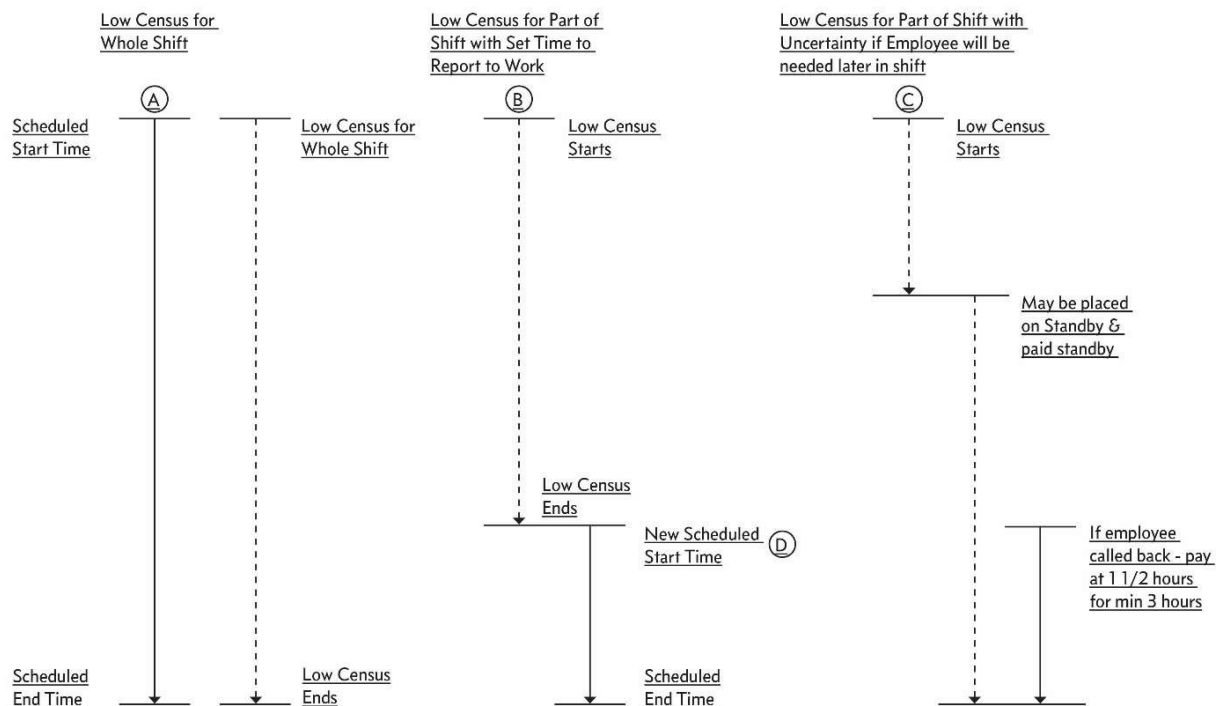 Low Census for
Whole Shift
Low Census for Part of
Shift with Set Time to
Report to Work
Low Census for Part of Shift with
Uncertainty if Employee will be
needed later in shift
A
B
C
Scheduled
Start Time
Low Census for
Whole Shift
Low Census
Starts
Low Census
Starts
May be placed
on Standby &
paid standby
Low Census
Ends
New Scheduled
Start Time
D
If employee
called back - pay
at 1 1/2 hours
for min 3 hours
Scheduled
End Time
Low Census
Ends
Scheduled
End Time